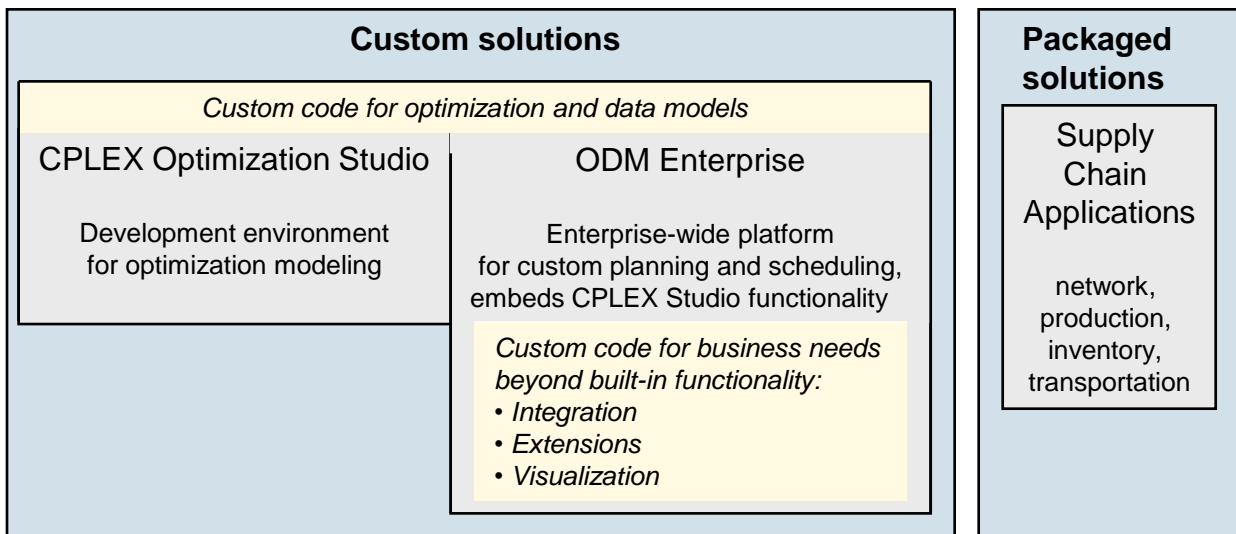 Custom solutions
Custom code for optimization and data models
CPLEX Optimization Studio
Development environment
for optimization modeling
ODM Enterprise
Enterprise-wide platform
for custom planning and scheduling,
embeds CPLEX Studio functionality
Custom code for business needs
beyond built-in functionality:
• Integration
• Extensions
• Visualization
Packaged
solutions
Supply
Chain
Applications
network,
production,
inventory,
transportation